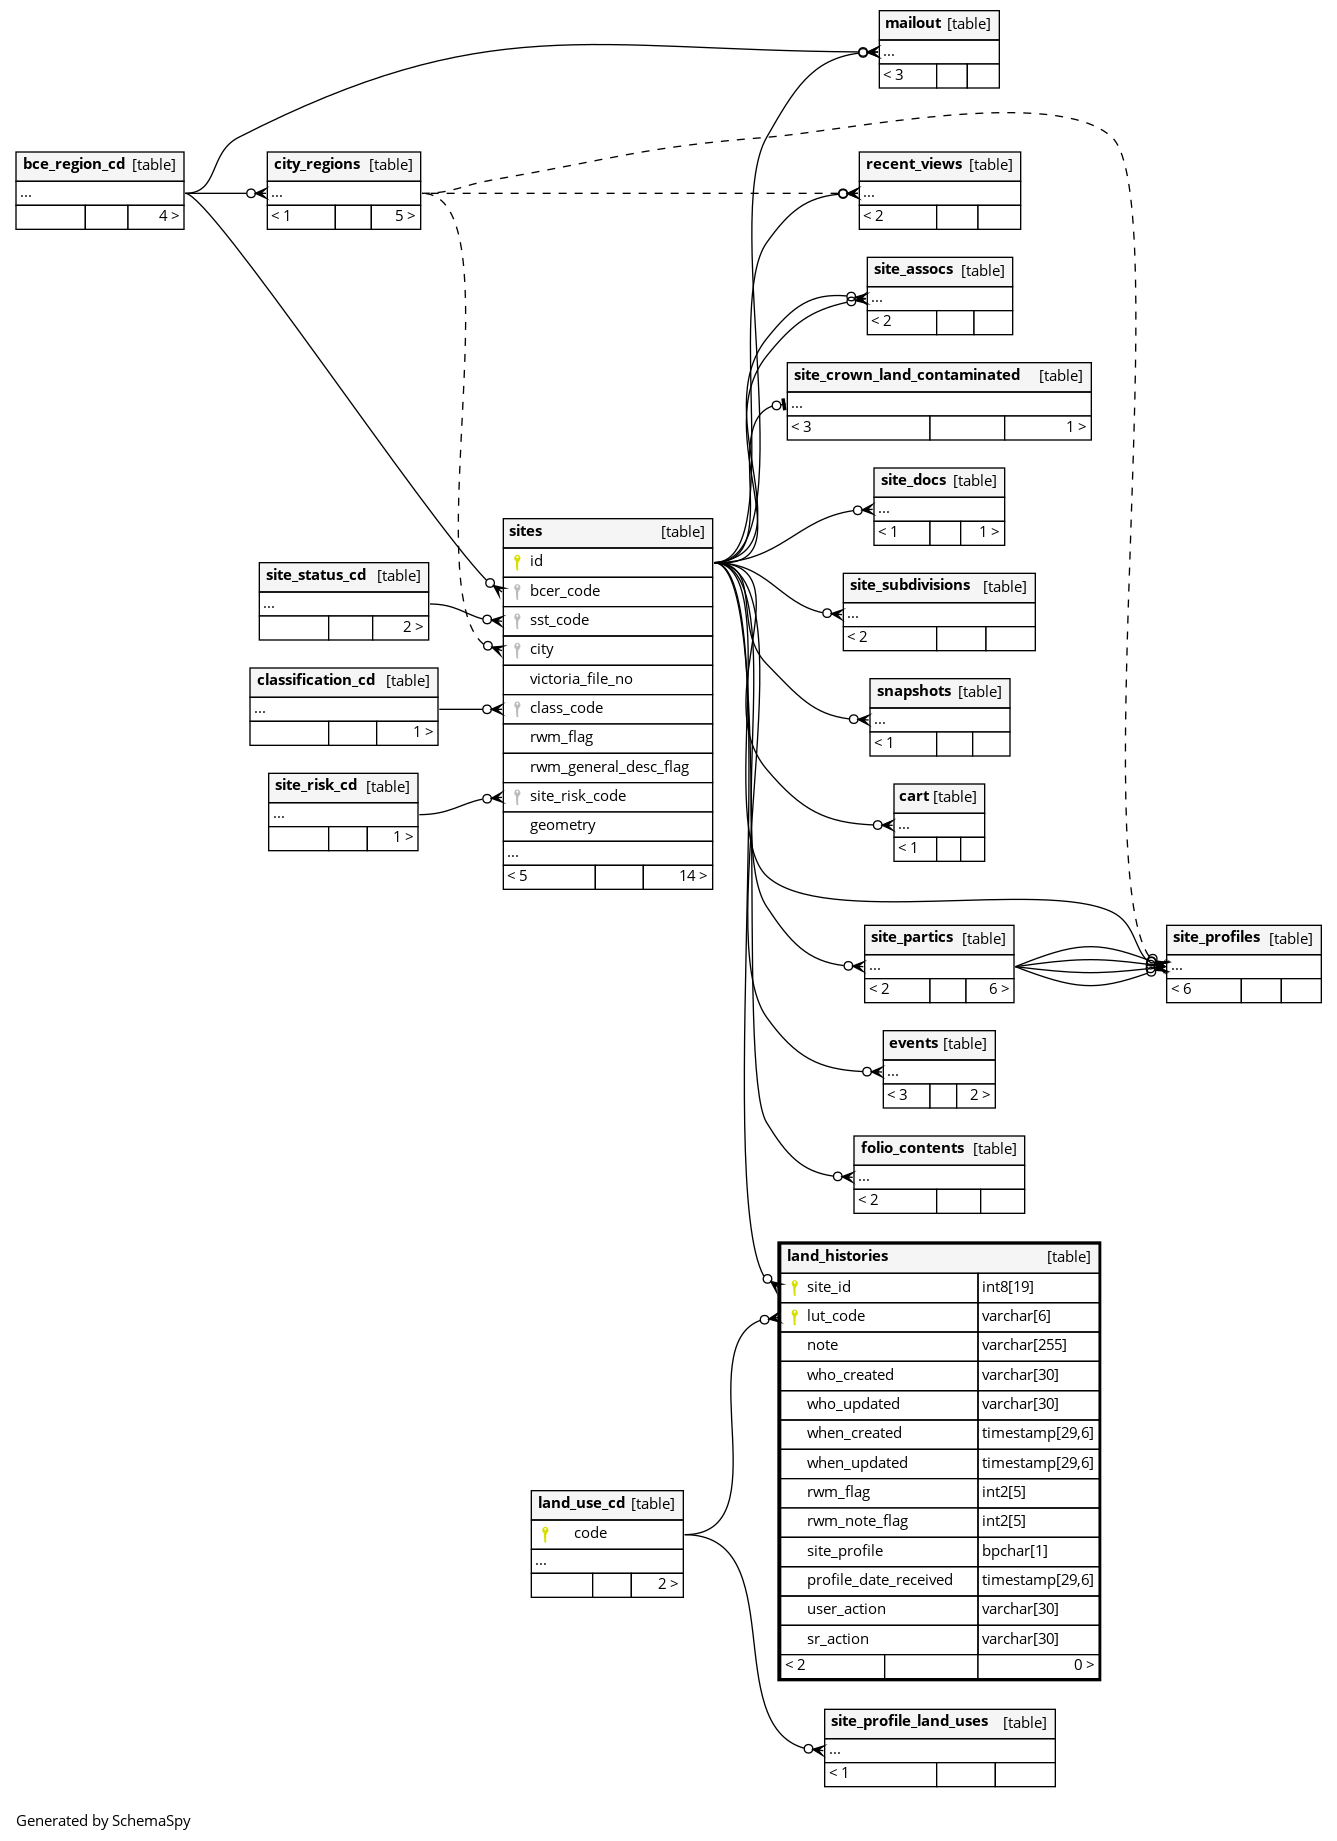 mailout [table]
...
< 3
bce_region_cd [table]
...
4 >
city_regions [table]
...
< 1 5 >
recent_views [table]
...
< 2
site_assocs [table]
...
< 2
site_crown_land_contaminated [table]
...
< 3 1 >
site_docs [table]
...
< 1 1 >
sites [table]
id
bcer_code
sst_code
city
victoria_file_no
class_code
rwm_flag
rwm_general_desc_flag
site_risk_code
geometry
...
< 5 14 >
site_status_cd [table]
...
2 >
classification_cd [table]
...
1 >
site_risk_cd [table]
...
1 >
site_subdivisions [table]
...
< 2
snapshots [table]
...
< 1
cart [table]
...
< 1
site_partics [table]
...
< 2 6 >
site_profiles [table]
...
< 6
events [table]
...
< 3 2 >
folio_contents [table]
...
< 2
land_histories [table]
site_id int8[19]
lut_code varchar[6]
note varchar[255]
who_created varchar[30]
who_updated varchar[30]
when_created timestamp[29,6]
when_updated timestamp[29,6]
rwm_flag int2[5]
rwm_note_flag int2[5]
site_profile bpchar[1]
profile_date_received timestamp[29,6]
user_action varchar[30]
sr_action varchar[30]
< 2 0 >
land_use_cd [table]
code
...
2 >
site_profile_land_uses [table]
...
< 1
Generated by SchemaSpy